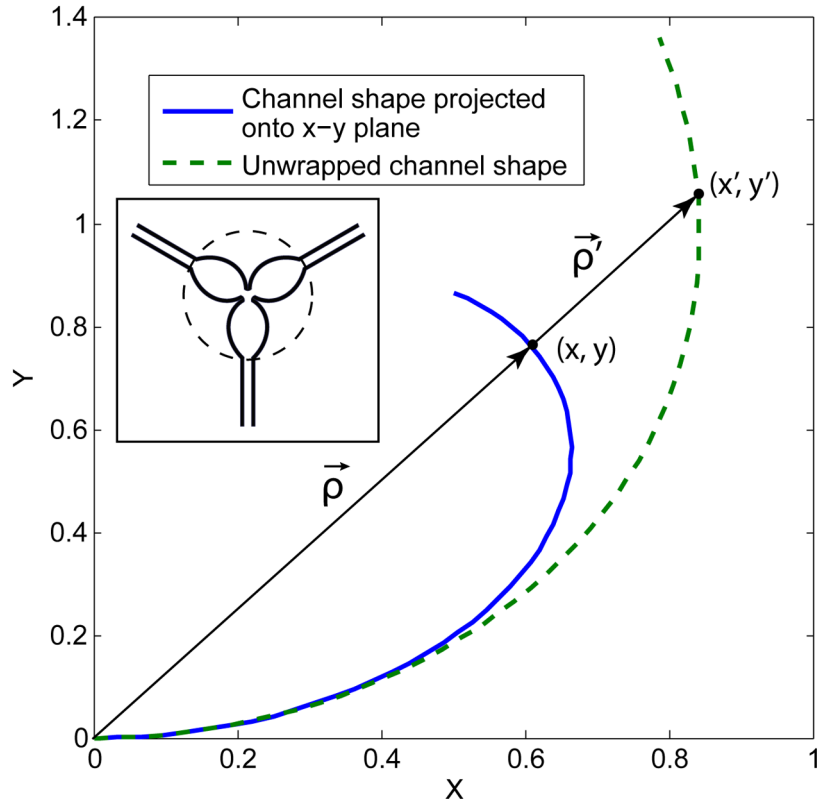 1.4
1.2
1
0.8
0.6
0.4
0.2
0
Y
Channel shape projected
onto x−y plane
Unwrapped channel shape
(x′, y′)
ρ⃗′
(x, y)
ρ⃗
0
0.2
0.4
0.6
0.8
1
X